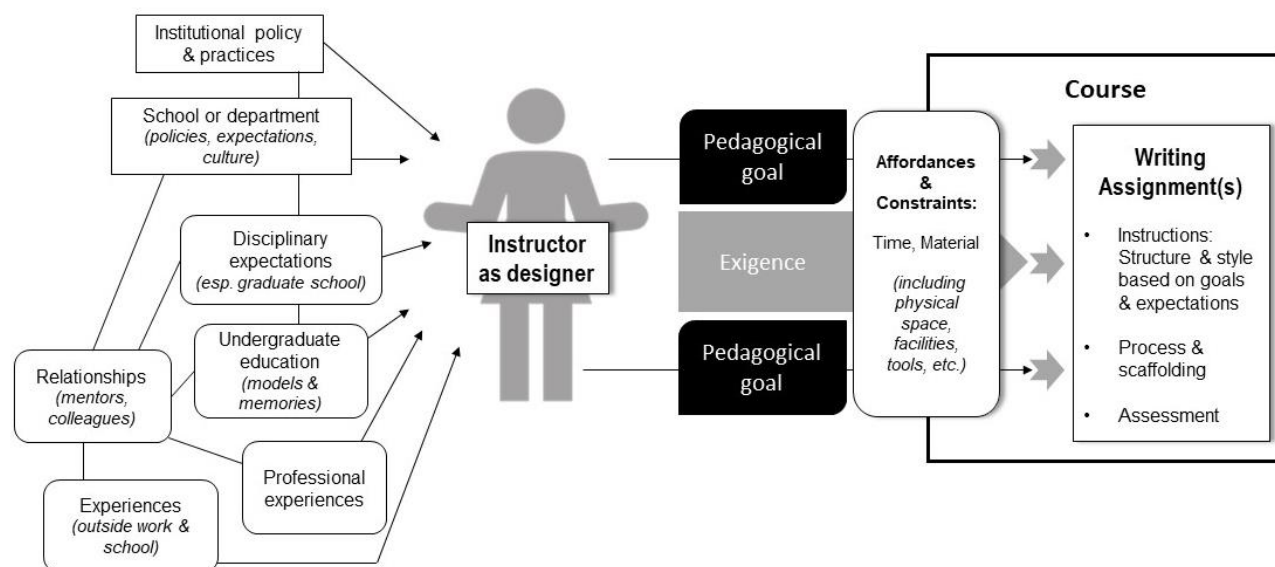 Institutional policy
& practices
School or department
(policies, expectations,
culture)
Disciplinary
expectations
(esp. graduate school)
Undergraduate
education
(models &
memories)
Relationships
(mentors,
colleagues)
Professional
experiences
Experiences
(outside work &
school)
Instructor
as designer
Pedagogical
goal
Exigence
Pedagogical
goal
Affordances
&
Constraints:
Time, Material
(including
physical
space,
facilities,
tools, etc.)
Course
Writing
Assignment(s)
• Instructions:
Structure & style
based on goals
& expectations
• Process &
scaffolding
• Assessment